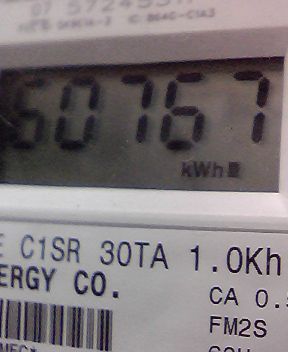 60767
kWh
E C1SR 30TA 1.0Kh
ERGY CO.
CA 0.
FM2S